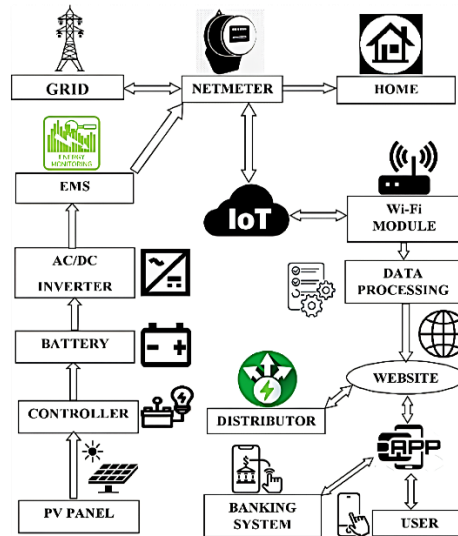 GRID
NETMETER
HOME
ENERGY
MONITORING
EMS
IoT
Wi-Fi
MODULE
AC/DC
INVERTER
DATA
PROCESSING
BATTERY
WEBSITE
CONTROLLER
DISTRIBUTOR
APP
PV PANEL
BANKING
SYSTEM
USER